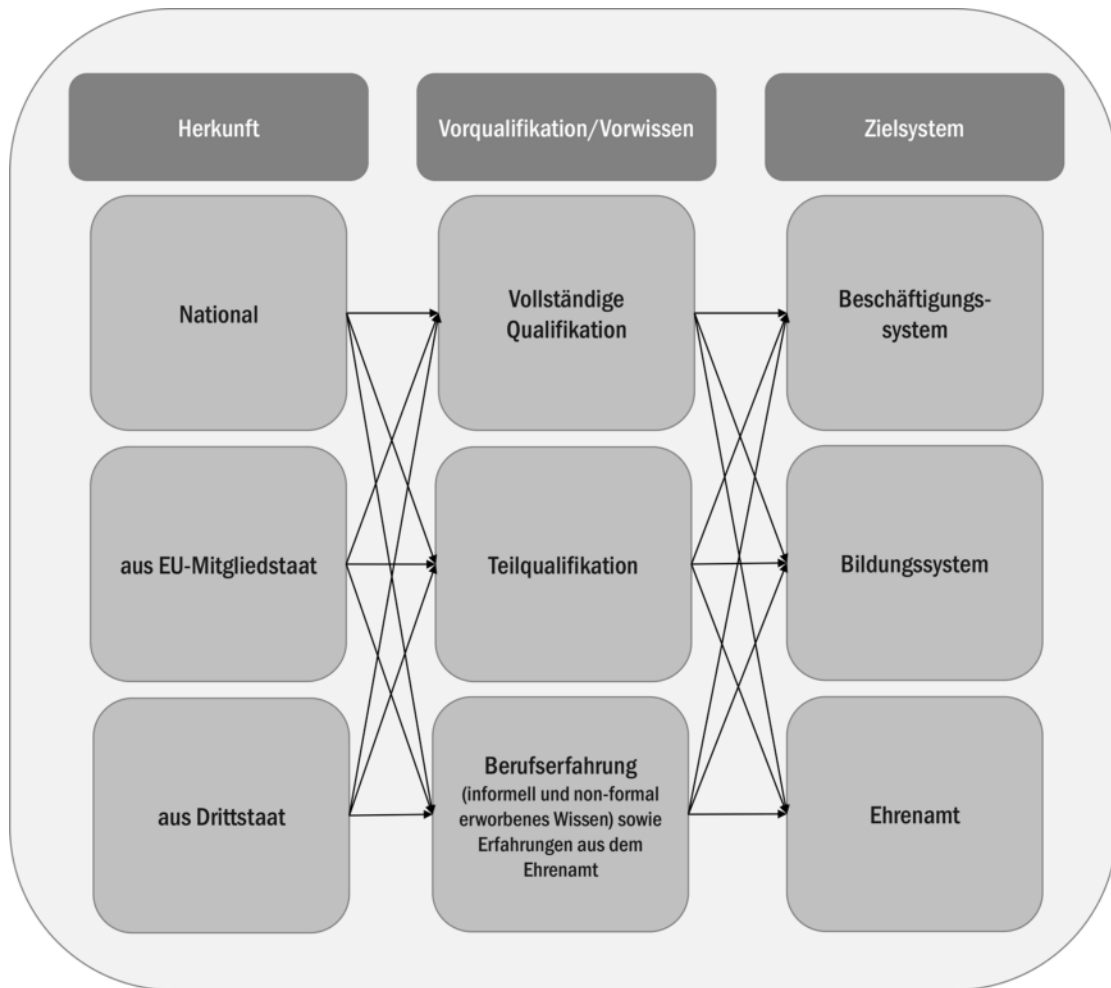 Herkunft
Vorqualifikation/Vorwissen
Zielsystem
National
Vollständige
Qualifikation
Beschäftigungs-
system
aus EU-Mitgliedstaat
Teilqualifikation
Bildungssystem
aus Drittstaat
Berufserfahrung
(informell und non-formal
erworbenes Wissen) sowie
Erfahrungen aus dem
Ehrenamt
Ehrenamt